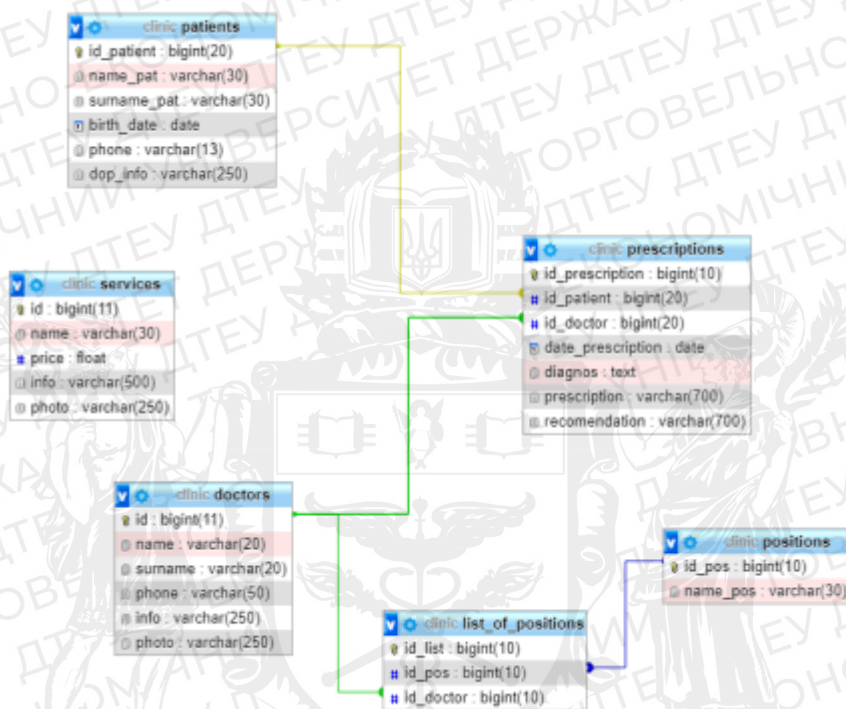 clinic patients
id_patient : bigint(20)
name_pat : varchar(30)
surname_pat : varchar(30)
birth_date : date
phone : varchar(13)
dop_info : varchar(250)
clinic prescriptions
id_prescription : bigint(10)
id_patient : bigint(20)
id_doctor : bigint(20)
date_prescription : date
diagnos : text
prescription : varchar(700)
recomendation : varchar(700)
clinic services
id : bigint(11)
name : varchar(30)
price : float
info : varchar(500)
photo : varchar(250)
clinic doctors
id : bigint(11)
name : varchar(20)
surname : varchar(20)
phone : varchar(50)
info : varchar(250)
photo : varchar(250)
clinic positions
id_pos : bigint(10)
name_pos : varchar(30)
clinic list_of_positions
id_list : bigint(10)
id_pos : bigint(10)
id_doctor : bigint(10)